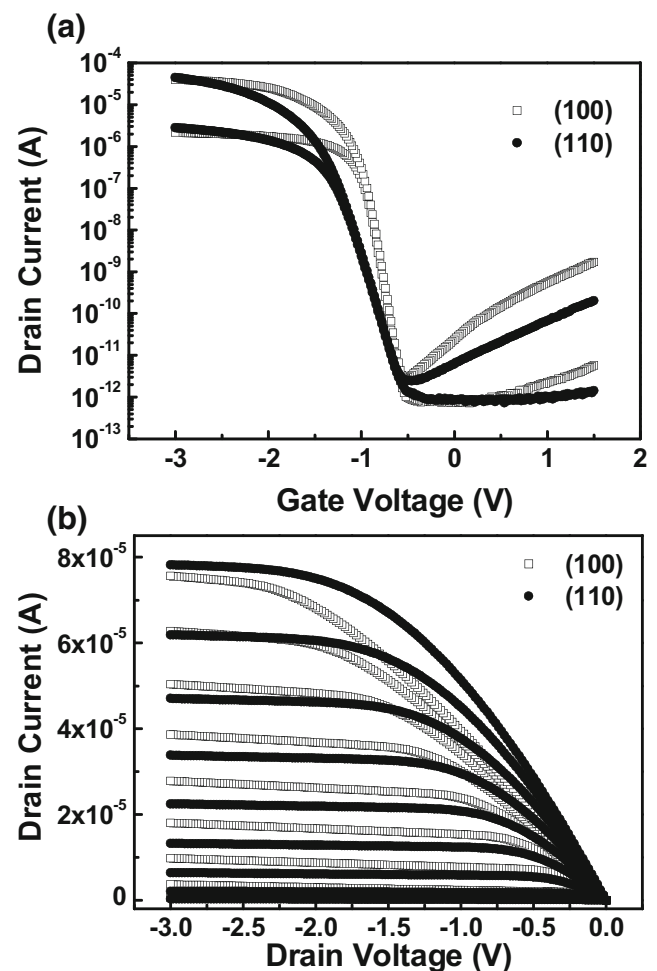 (a)
10^-4
10^-5
10^-6
10^-7
10^-8
10^-9
10^-10
10^-11
10^-12
10^-13
Drain Current (A)
(100)
(110)
-3 -2 -1 0 1 2
Gate Voltage (V)
(b)
8x10^-5
6x10^-5
4x10^-5
2x10^-5
0
Drain Current (A)
(100)
(110)
-3.0 -2.5 -2.0 -1.5 -1.0 -0.5 0.0
Drain Voltage (V)